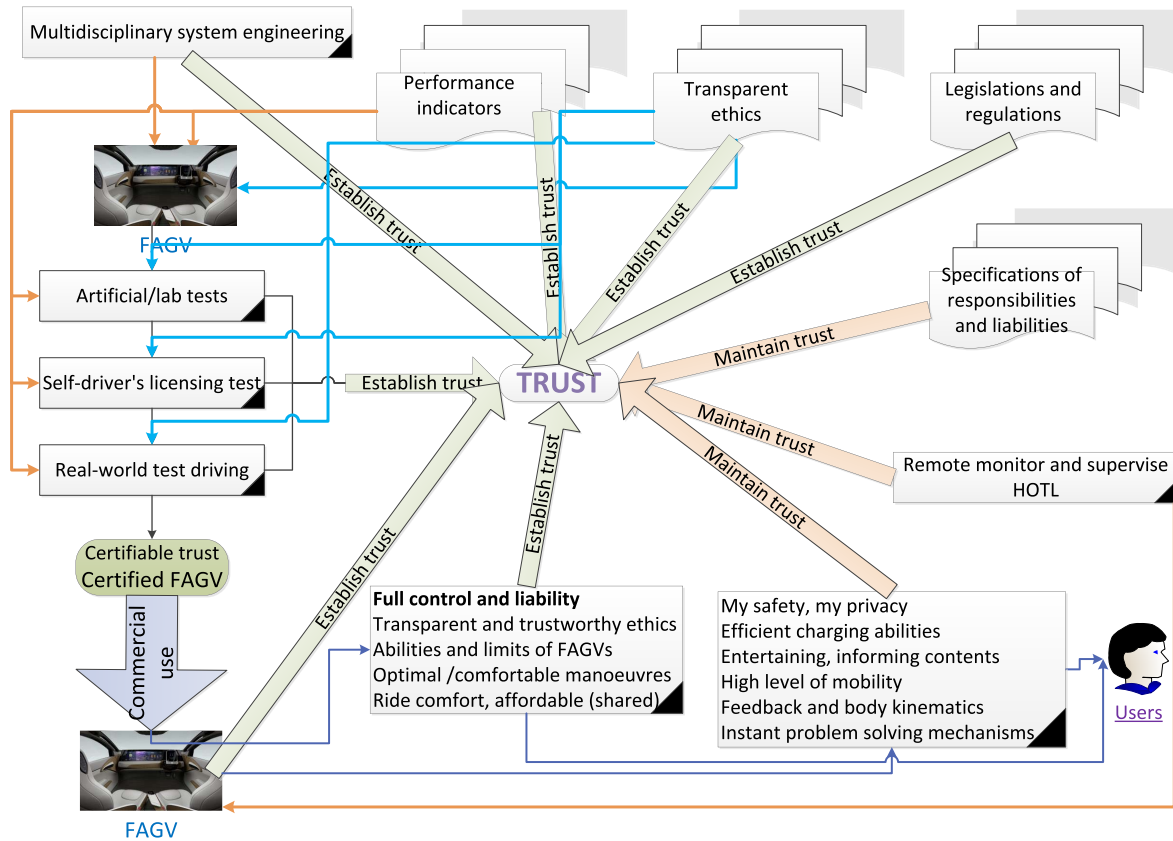 Multidisciplinary system engineering
Performance
indicators
Transparent
ethics
Legislations and
regulations
Establish trust
Establish trust
Establish trust
Establish trust
FAGV
Artificial/lab tests
Specifications of
responsibilities
and liabilities
Maintain trust
Self-driver's licensing test
Establish trust
TRUST
Maintain trust
Maintain trust
Real-world test driving
Remote monitor and supervise
HOTL
Establish trust
Establish trust
Certifiable trust
Certified FAGV
Commercial
use
Full control and liability
Transparent and trustworthy ethics
Abilities and limits of FAGVs
Optimal /comfortable manoeuvres
Ride comfort, affordable (shared)
My safety, my privacy
Efficient charging abilities
Entertaining, informing contents
High level of mobility
Feedback and body kinematics
Instant problem solving mechanisms
Users
FAGV